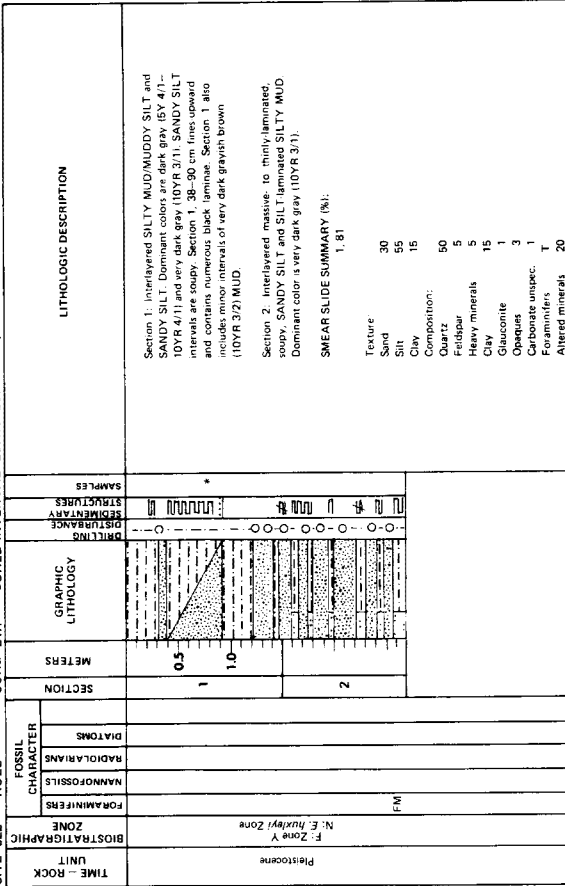 TIME – ROCK
UNIT
BIOSTRATIGRAPHIC
ZONE
FOSSIL
CHARACTER
FORAMINIFERS
NANNOFOSSILS
RADIOLARIANS
DIATOMS
SECTION
METERS
GRAPHIC
LITHOLOGY
DRILLING
DISTURBANCE
SEDIMENTARY
STRUCTURES
SAMPLES
LITHOLOGIC DESCRIPTION
Pleistocene
F: Zone Y
N: E. huxleyi Zone
FM
1
2
0.5
1.0
*
Section 1: Interlayered SILTY MUD/MUDDY SILT and
SANDY SILT. Dominant colors are dark gray (5Y 4/1–
10YR 4/1) and very dark gray (10YR 3/1). SANDY SILT
intervals are soupy. Section 1, 38–90 cm fines upward
and contains numerous black laminae. Section 1 also
includes minor intervals of very dark grayish brown
(10YR 3/2) MUD.
Section 2: Interlayered massive- to thinly-laminated,
soupy, SANDY SILT and SILT-laminated SILTY MUD.
Dominant color is very dark gray (10YR 3/1).
SMEAR SLIDE SUMMARY (%):
1, 81
Texture
Sand 30
Silt 55
Clay 15
Composition:
Quartz 50
Feldspar 5
Heavy minerals 5
Clay 15
Glauconite 1
Opaques 3
Carbonate unspec. 1
Foraminifers T
Altered minerals 20